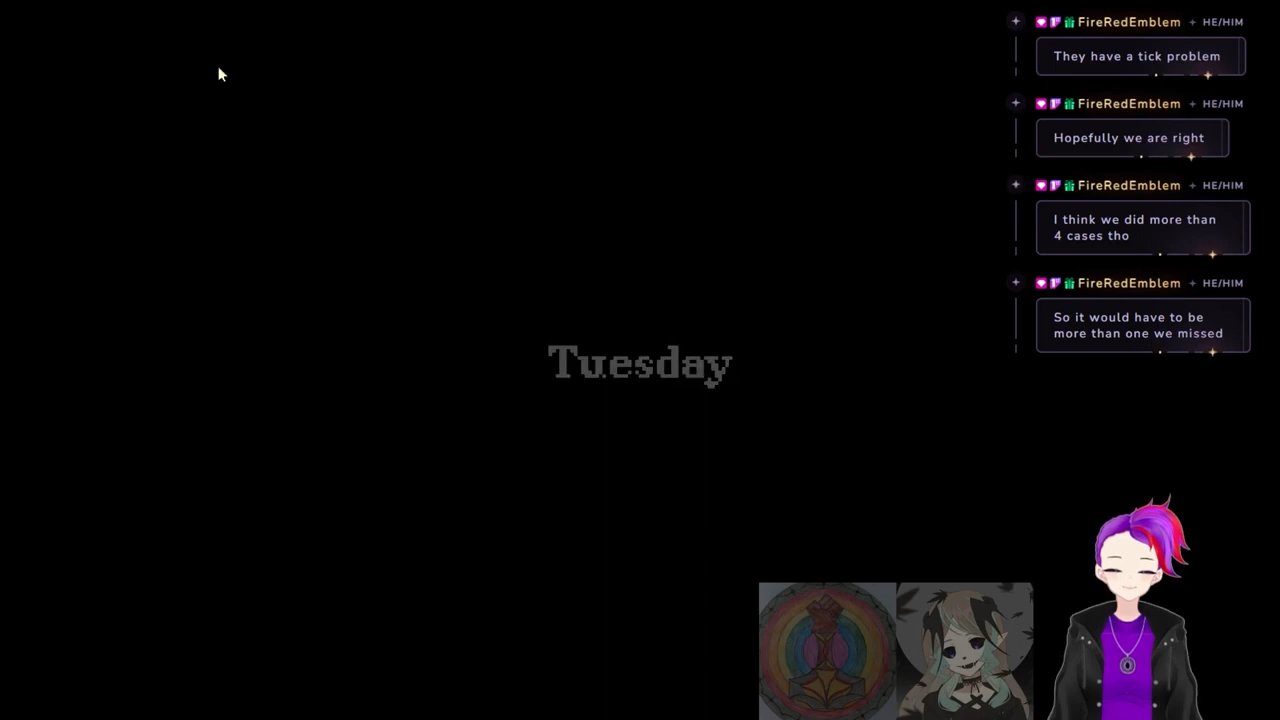 FireRedEmblem HE/HIM
They have a tick problem
FireRedEmblem HE/HIM
Hopefully we are right
FireRedEmblem HE/HIM
I think we did more than
4 cases tho
FireRedEmblem HE/HIM
So it would have to be
more than one we missed
Tuesday